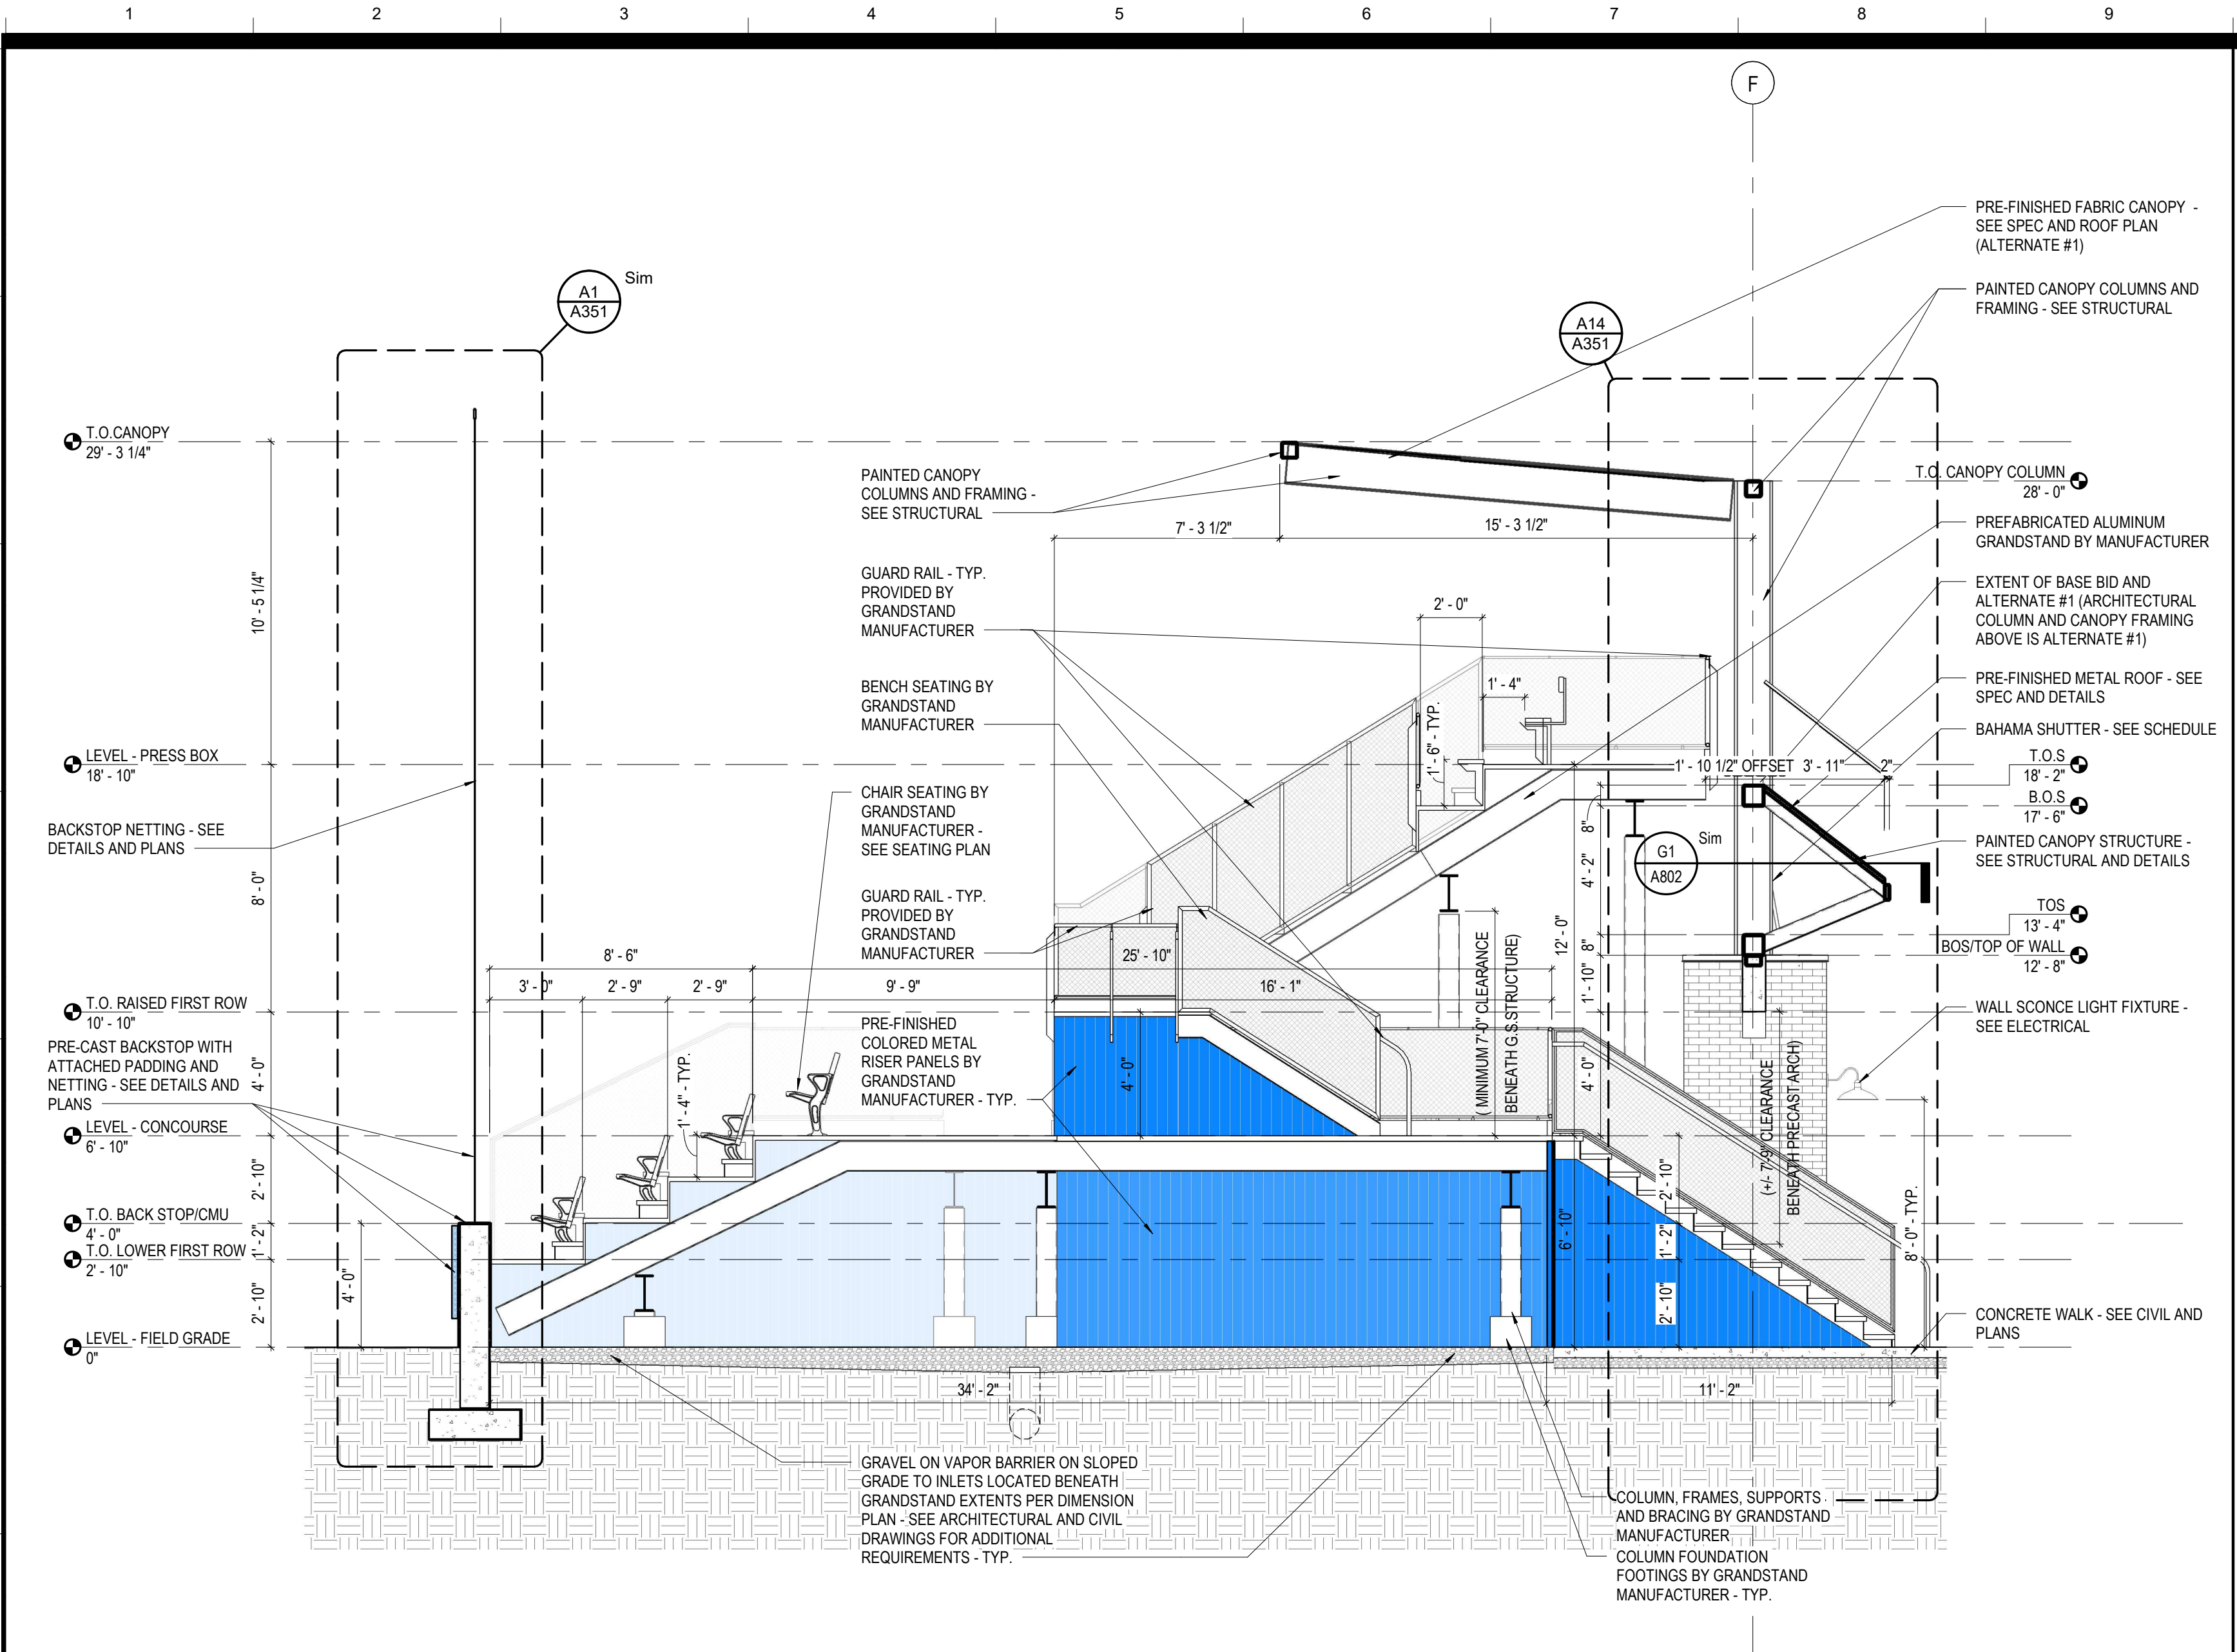 1 2 3 4 5 6 7 8 9
F
PRE-FINISHED FABRIC CANOPY -
SEE SPEC AND ROOF PLAN
(ALTERNATE #1)
PAINTED CANOPY COLUMNS AND
FRAMING - SEE STRUCTURAL
A1
A351
Sim
A14
A351
T.O.CANOPY
29' - 3 1/4"
T.O. CANOPY COLUMN
28' - 0"
PAINTED CANOPY
COLUMNS AND FRAMING -
SEE STRUCTURAL
7' - 3 1/2"
15' - 3 1/2"
PREFABRICATED ALUMINUM
GRANDSTAND BY MANUFACTURER
GUARD RAIL - TYP.
PROVIDED BY
GRANDSTAND
MANUFACTURER
EXTENT OF BASE BID AND
ALTERNATE #1 (ARCHITECTURAL
COLUMN AND CANOPY FRAMING
ABOVE IS ALTERNATE #1)
10' - 5 1/4"
2' - 0"
1' - 4"
1' - 6" - TYP.
BENCH SEATING BY
GRANDSTAND
MANUFACTURER
PRE-FINISHED METAL ROOF - SEE
SPEC AND DETAILS
BAHAMA SHUTTER - SEE SCHEDULE
LEVEL - PRESS BOX
18' - 10"
1' - 10 1/2" OFFSET
3' - 11"
2"
T.O.S
18' - 2"
B.O.S
17' - 6"
CHAIR SEATING BY
GRANDSTAND
MANUFACTURER -
SEE SEATING PLAN
BACKSTOP NETTING - SEE
DETAILS AND PLANS
8"
4' - 2"
G1
A802
Sim
PAINTED CANOPY STRUCTURE -
SEE STRUCTURAL AND DETAILS
8' - 0"
GUARD RAIL - TYP.
PROVIDED BY
GRANDSTAND
MANUFACTURER
TOS
13' - 4"
BOS/TOP OF WALL
12' - 8"
12' - 0"
8"
1' - 10"
8' - 6"
25' - 10"
3' - 0"
2' - 9"
2' - 9"
9' - 9"
16' - 1"
( MINIMUM 7'-0" CLEARANCE
BENEATH G.S.STRUCTURE)
T.O. RAISED FIRST ROW
10' - 10"
WALL SCONCE LIGHT FIXTURE -
SEE ELECTRICAL
PRE-FINISHED
COLORED METAL
RISER PANELS BY
GRANDSTAND
MANUFACTURER - TYP.
PRE-CAST BACKSTOP WITH
ATTACHED PADDING AND
NETTING - SEE DETAILS AND
PLANS
4' - 0"
1' - 4" - TYP.
4' - 0"
4' - 0"
(+/- 7'-9" CLEARANCE
BENEATH PRECAST ARCH)
LEVEL - CONCOURSE
6' - 10"
2' - 10"
2' - 10"
8' - 0" - TYP.
T.O. BACK STOP/CMU
4' - 0"
1' - 2"
6' - 10"
1' - 2"
T.O. LOWER FIRST ROW
2' - 10"
2' - 10"
4' - 0"
2' - 10"
CONCRETE WALK - SEE CIVIL AND
PLANS
LEVEL - FIELD GRADE
0"
34' - 2"
11' - 2"
GRAVEL ON VAPOR BARRIER ON SLOPED
GRADE TO INLETS LOCATED BENEATH
GRANDSTAND EXTENTS PER DIMENSION
PLAN - SEE ARCHITECTURAL AND CIVIL
DRAWINGS FOR ADDITIONAL
REQUIREMENTS - TYP.
COLUMN, FRAMES, SUPPORTS
AND BRACING BY GRANDSTAND
MANUFACTURER
COLUMN FOUNDATION
FOOTINGS BY GRANDSTAND
MANUFACTURER - TYP.